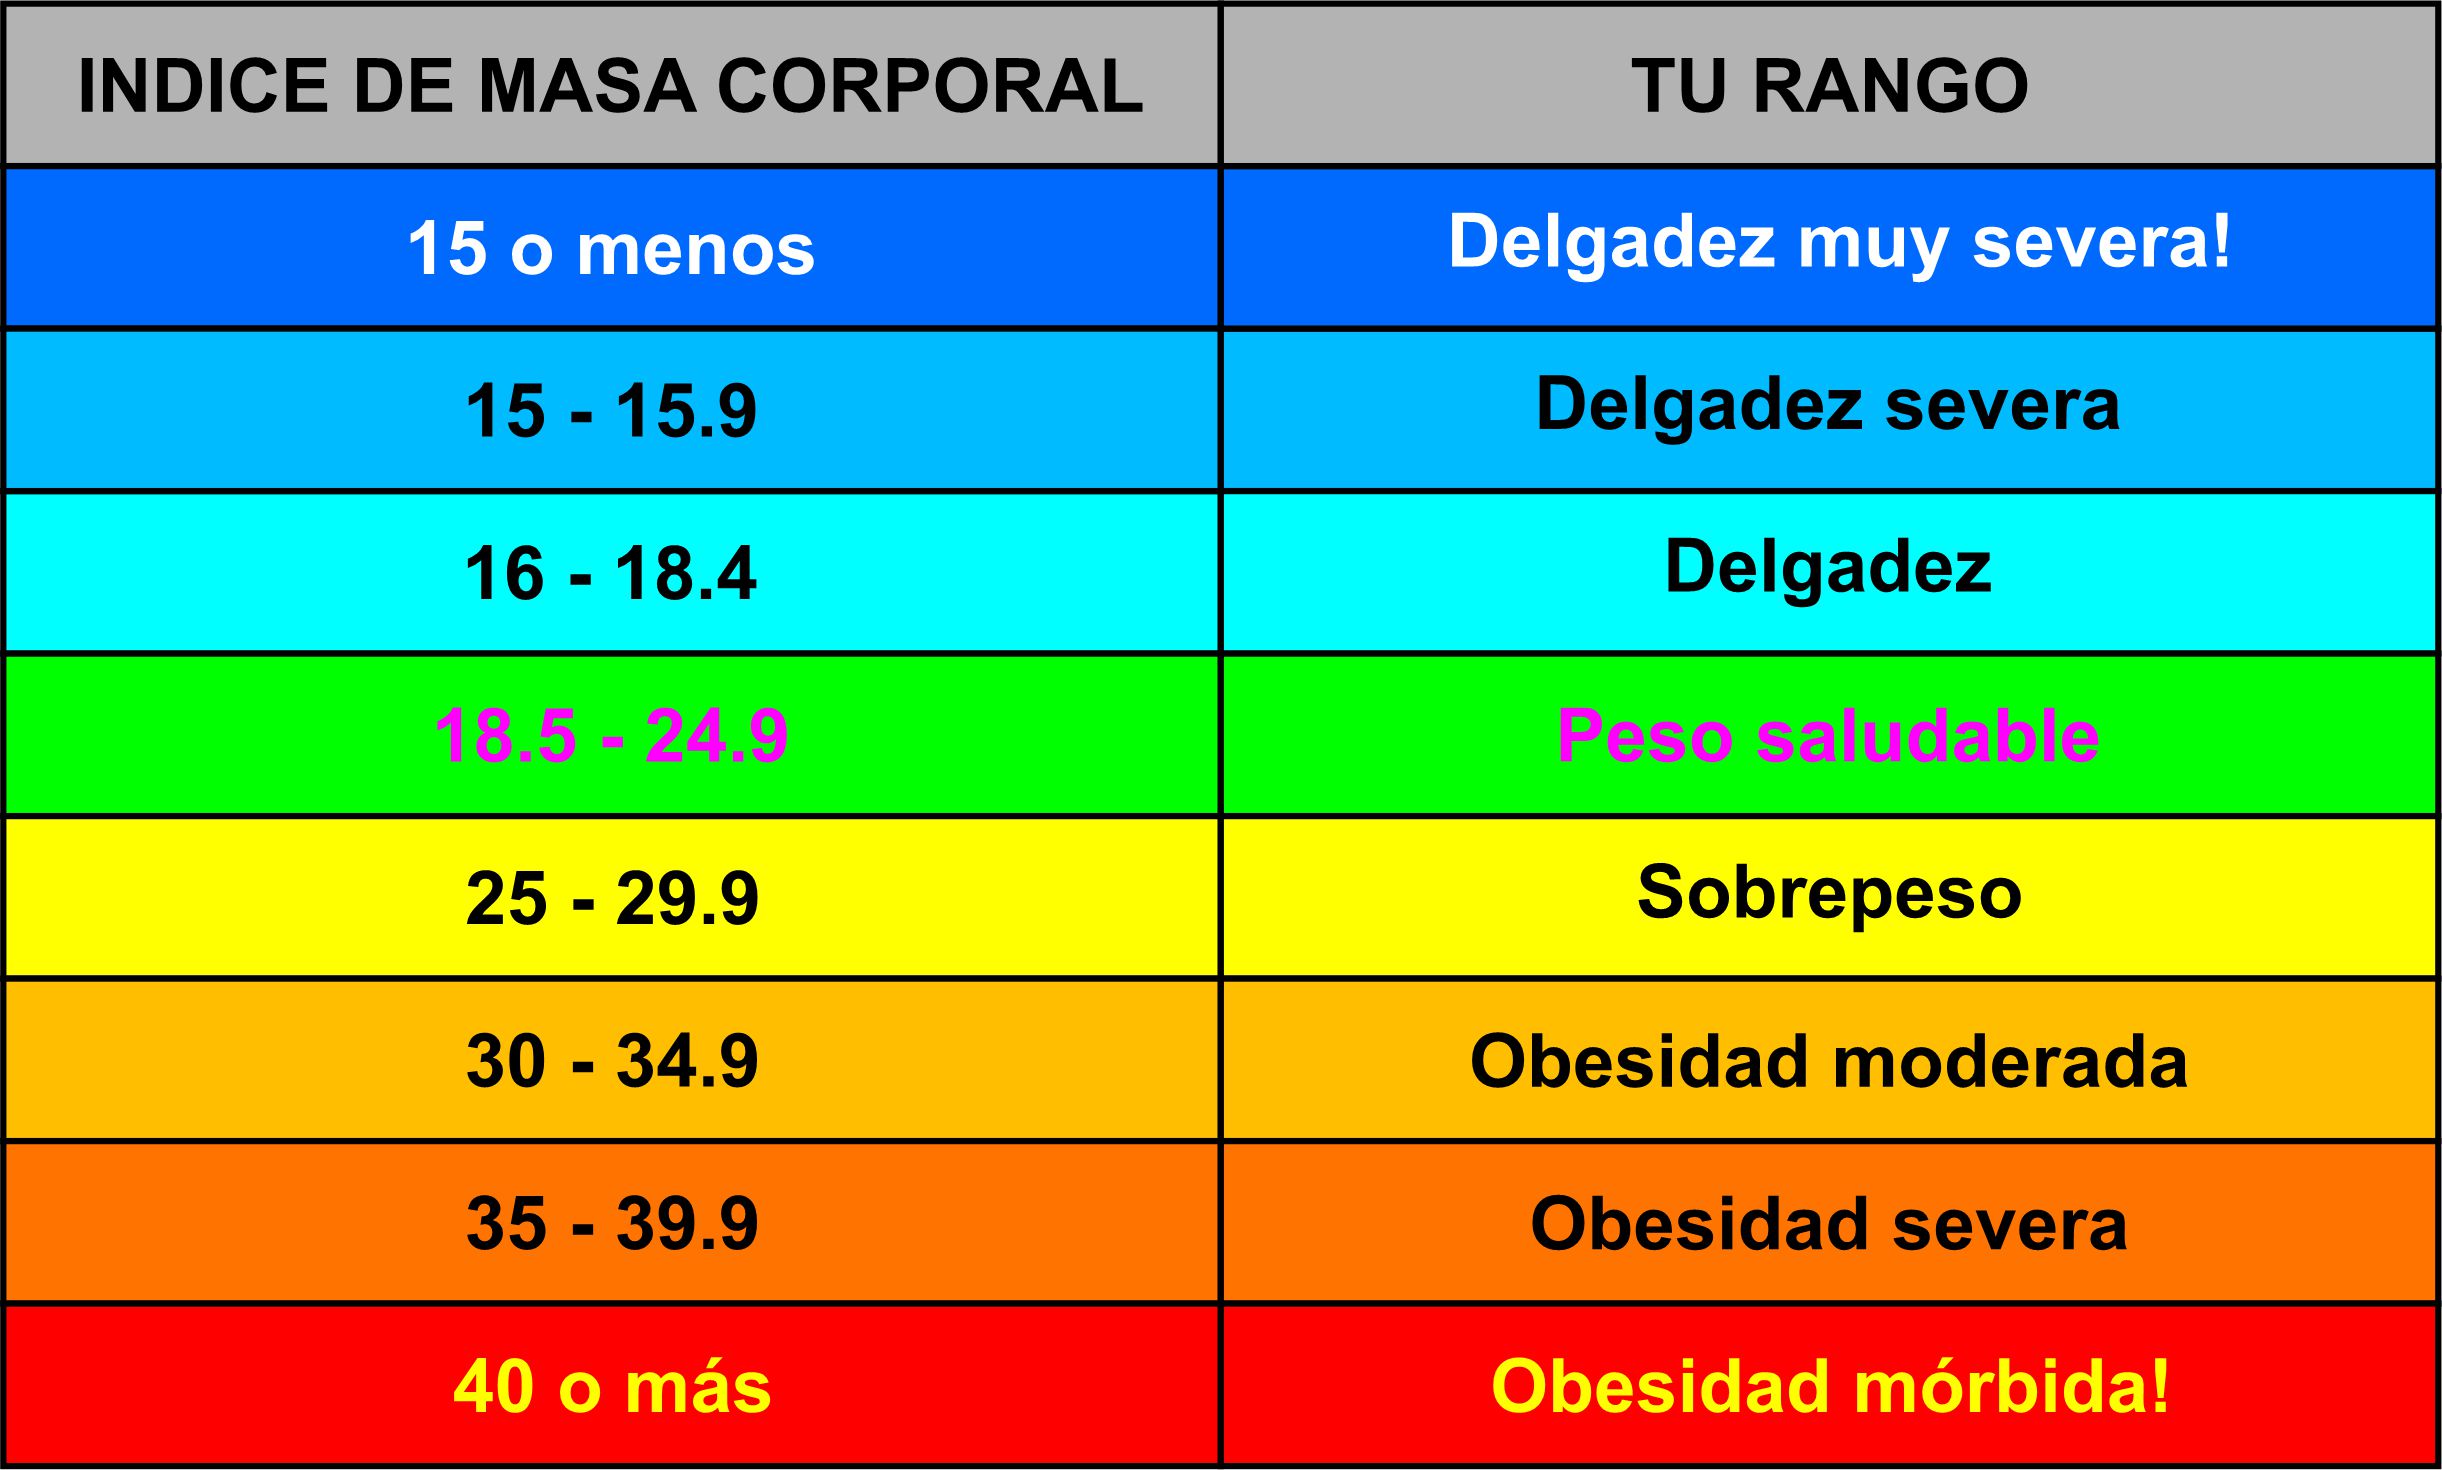 INDICE DE MASA CORPORAL TU RANGO
15 o menos Delgadez muy severa!
15 - 15.9 Delgadez severa
16 - 18.4 Delgadez
18.5 - 24.9 Peso saludable
25 - 29.9 Sobrepeso
30 - 34.9 Obesidad moderada
35 - 39.9 Obesidad severa
40 o más Obesidad mórbida!